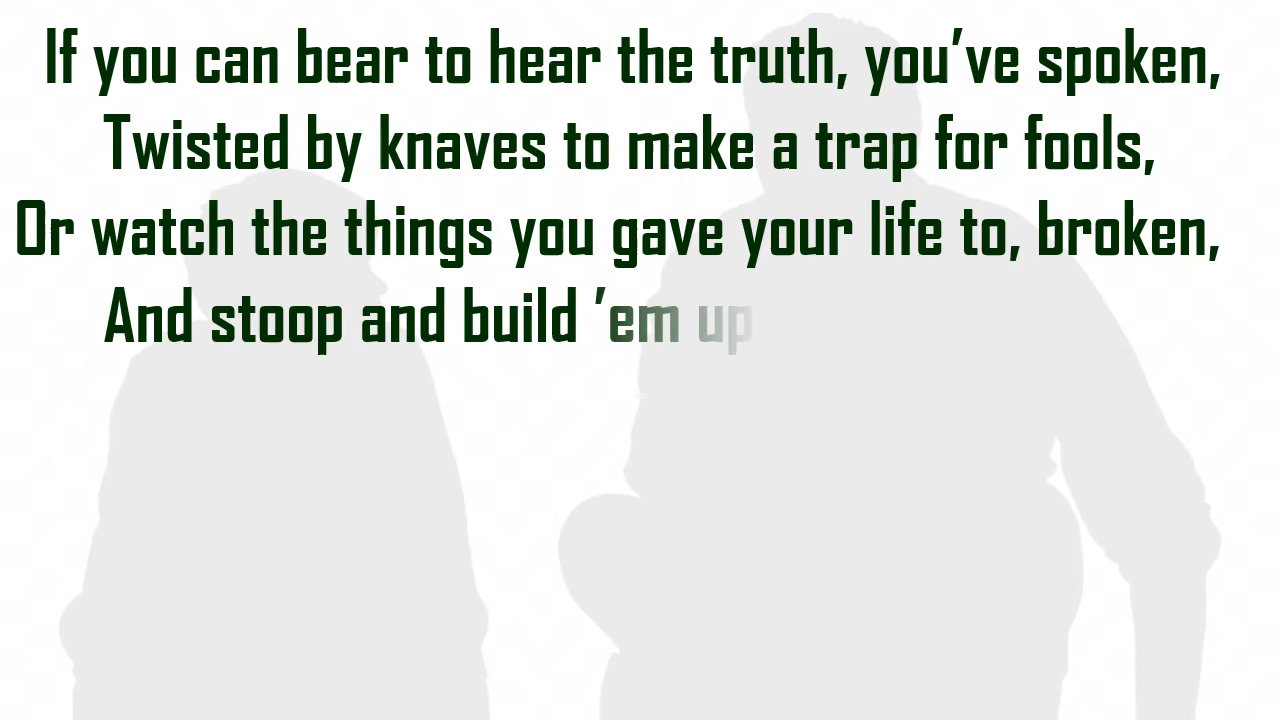 If you can bear to hear the truth, you’ve spoken,
Twisted by knaves to make a trap for fools,
Or watch the things you gave your life to, broken,
And stoop and build ’em up